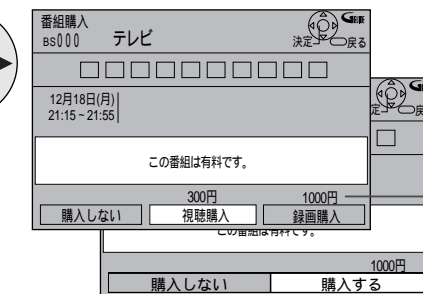 番組購入
BS000 テレビ
決定 戻る
□□□□□□□□□□
12月18日(月)
21:15~21:55
この番組は有料です。
300円 1000円
購入しない 視聴購入 録画購入
この番組は有料です。
1000円
購入しない 購入する